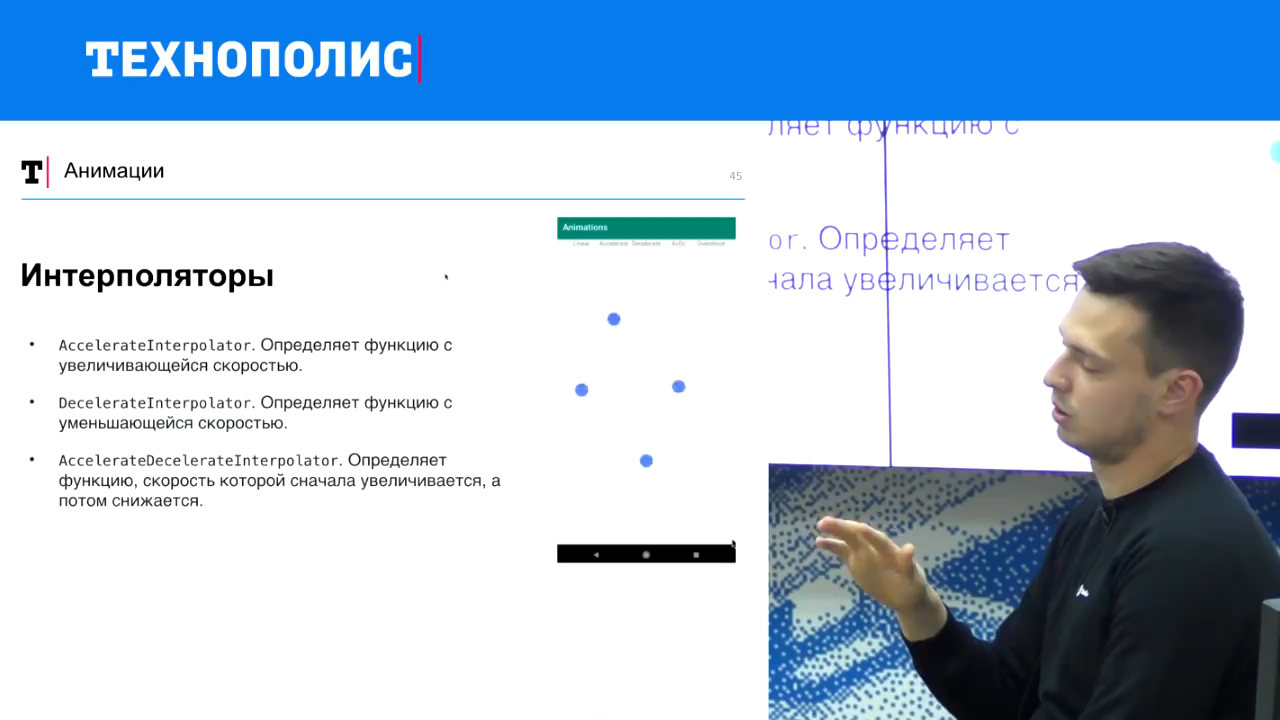 ТЕХНОПОЛИС
Т
Анимации
45
Интерполяторы
• AccelerateInterpolator. Определяет функцию с
увеличивающейся скоростью.
• DecelerateInterpolator. Определяет функцию с
уменьшающейся скоростью.
• AccelerateDecelerateInterpolator. Определяет
функцию, скорость которой сначала увеличивается, а
потом снижается.
Animations
Linear Accelerate Decelerate AccDc Overshoot
ляет функцию с
or. Определяет
чала увеличивается